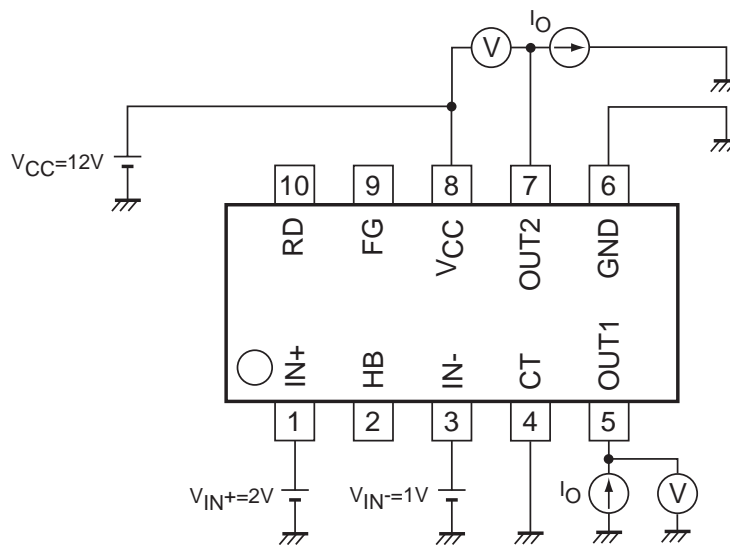 IO
V
VCC=12V
10 9 8 7 6
RD FG VCC OUT2 GND
IN+ HB IN- CT OUT1
1 2 3 4 5
VIN+=2V VIN-=1V IO V